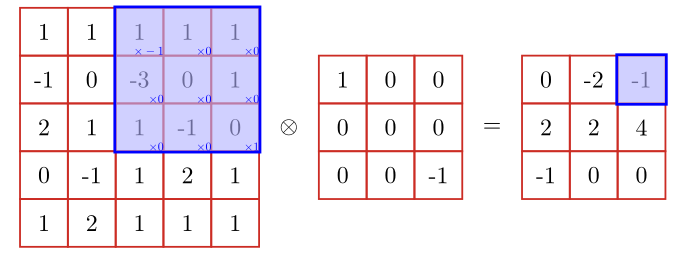 1 1 1 1 1
×−1 ×0 ×0
-1 0 -3 0 1 1 0 0 0 -2 -1
×0 ×0 ×0
2 1 1 -1 0 ⊗ 0 0 0 = 2 2 4
×0 ×0 ×1
0 -1 1 2 1 0 0 -1 -1 0 0
1 2 1 1 1